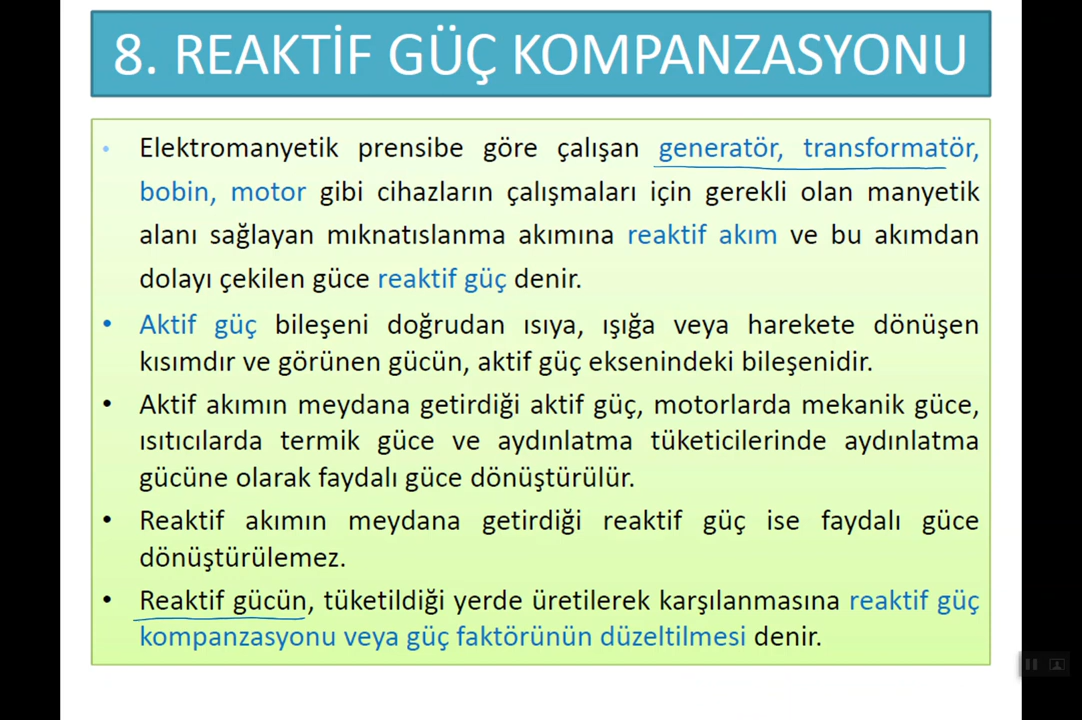 8. REAKTİF GÜÇ KOMPANZASYONU
• Elektromanyetik prensibe göre çalışan generatör, transformatör,
bobin, motor gibi cihazların çalışmaları için gerekli olan manyetik
alanı sağlayan mıknatıslanma akımına reaktif akım ve bu akımdan
dolayı çekilen güce reaktif güç denir.
• Aktif güç bileşeni doğrudan ısıya, ışığa veya harekete dönüşen
kısımdır ve görünen gücün, aktif güç eksenindeki bileşenidir.
• Aktif akımın meydana getirdiği aktif güç, motorlarda mekanik güce,
ısıtıcılarda termik güce ve aydınlatma tüketicilerinde aydınlatma
gücüne olarak faydalı güce dönüştürülür.
• Reaktif akımın meydana getirdiği reaktif güç ise faydalı güce
dönüştürülemez.
• Reaktif gücün, tüketildiği yerde üretilerek karşılanmasına reaktif güç
kompanzasyonu veya güç faktörünün düzeltilmesi denir.